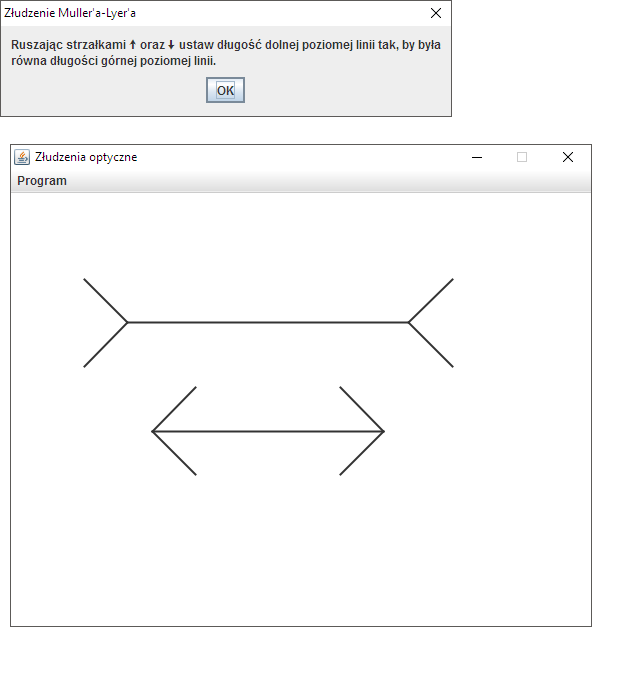 Złudzenie Muller'a-Lyer'a
Ruszając strzałkami 🠅 oraz 🠇 ustaw długość dolnej poziomej linii tak, by była
równa długości górnej poziomej linii.
OK
Złudzenia optyczne
Program